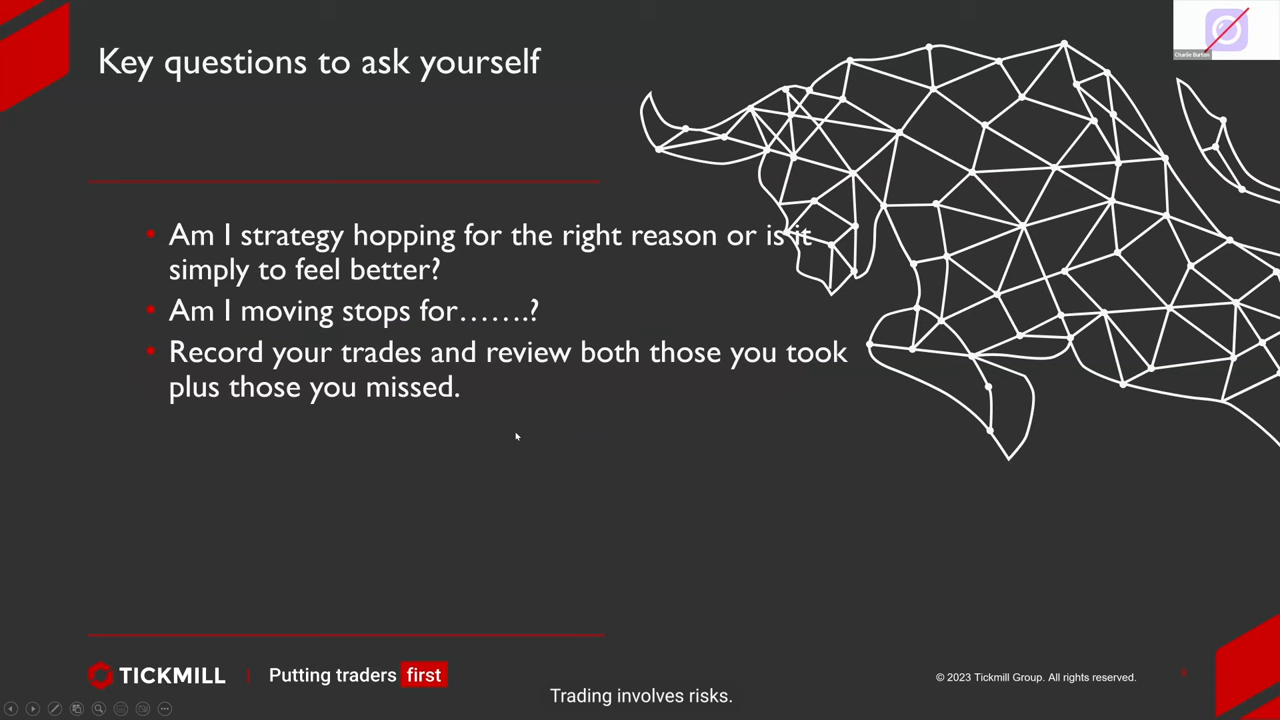 Charlie Burton
Key questions to ask yourself
• Am I strategy hopping for the right reason or is it
simply to feel better?
• Am I moving stops for…….?
• Record your trades and review both those you took
plus those you missed.
TICKMILL | Putting traders first
© 2023 Tickmill Group. All rights reserved.
Trading involves risks.